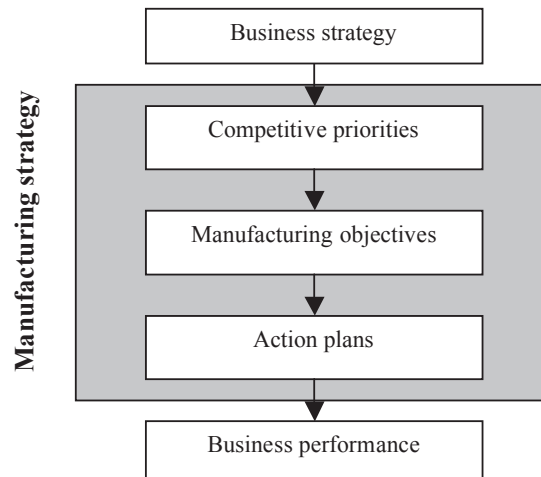 Business strategy
Manufacturing strategy
Competitive priorities
Manufacturing objectives
Action plans
Business performance